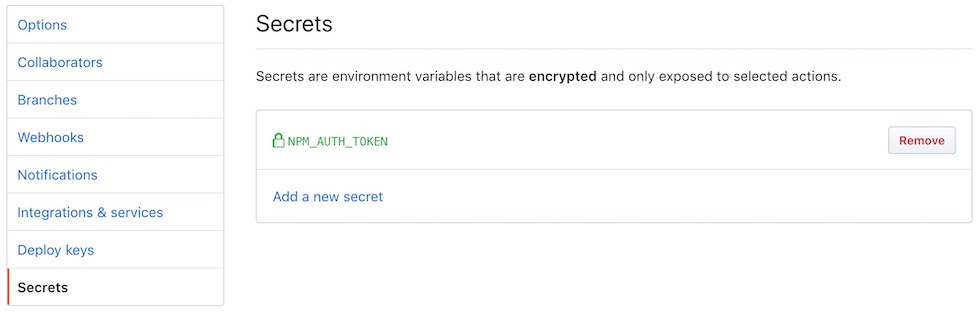 Options
Collaborators
Branches
Webhooks
Notifications
Integrations & services
Deploy keys
Secrets
Secrets
Secrets are environment variables that are encrypted and only exposed to selected actions.
NPM_AUTH_TOKEN
Remove
Add a new secret